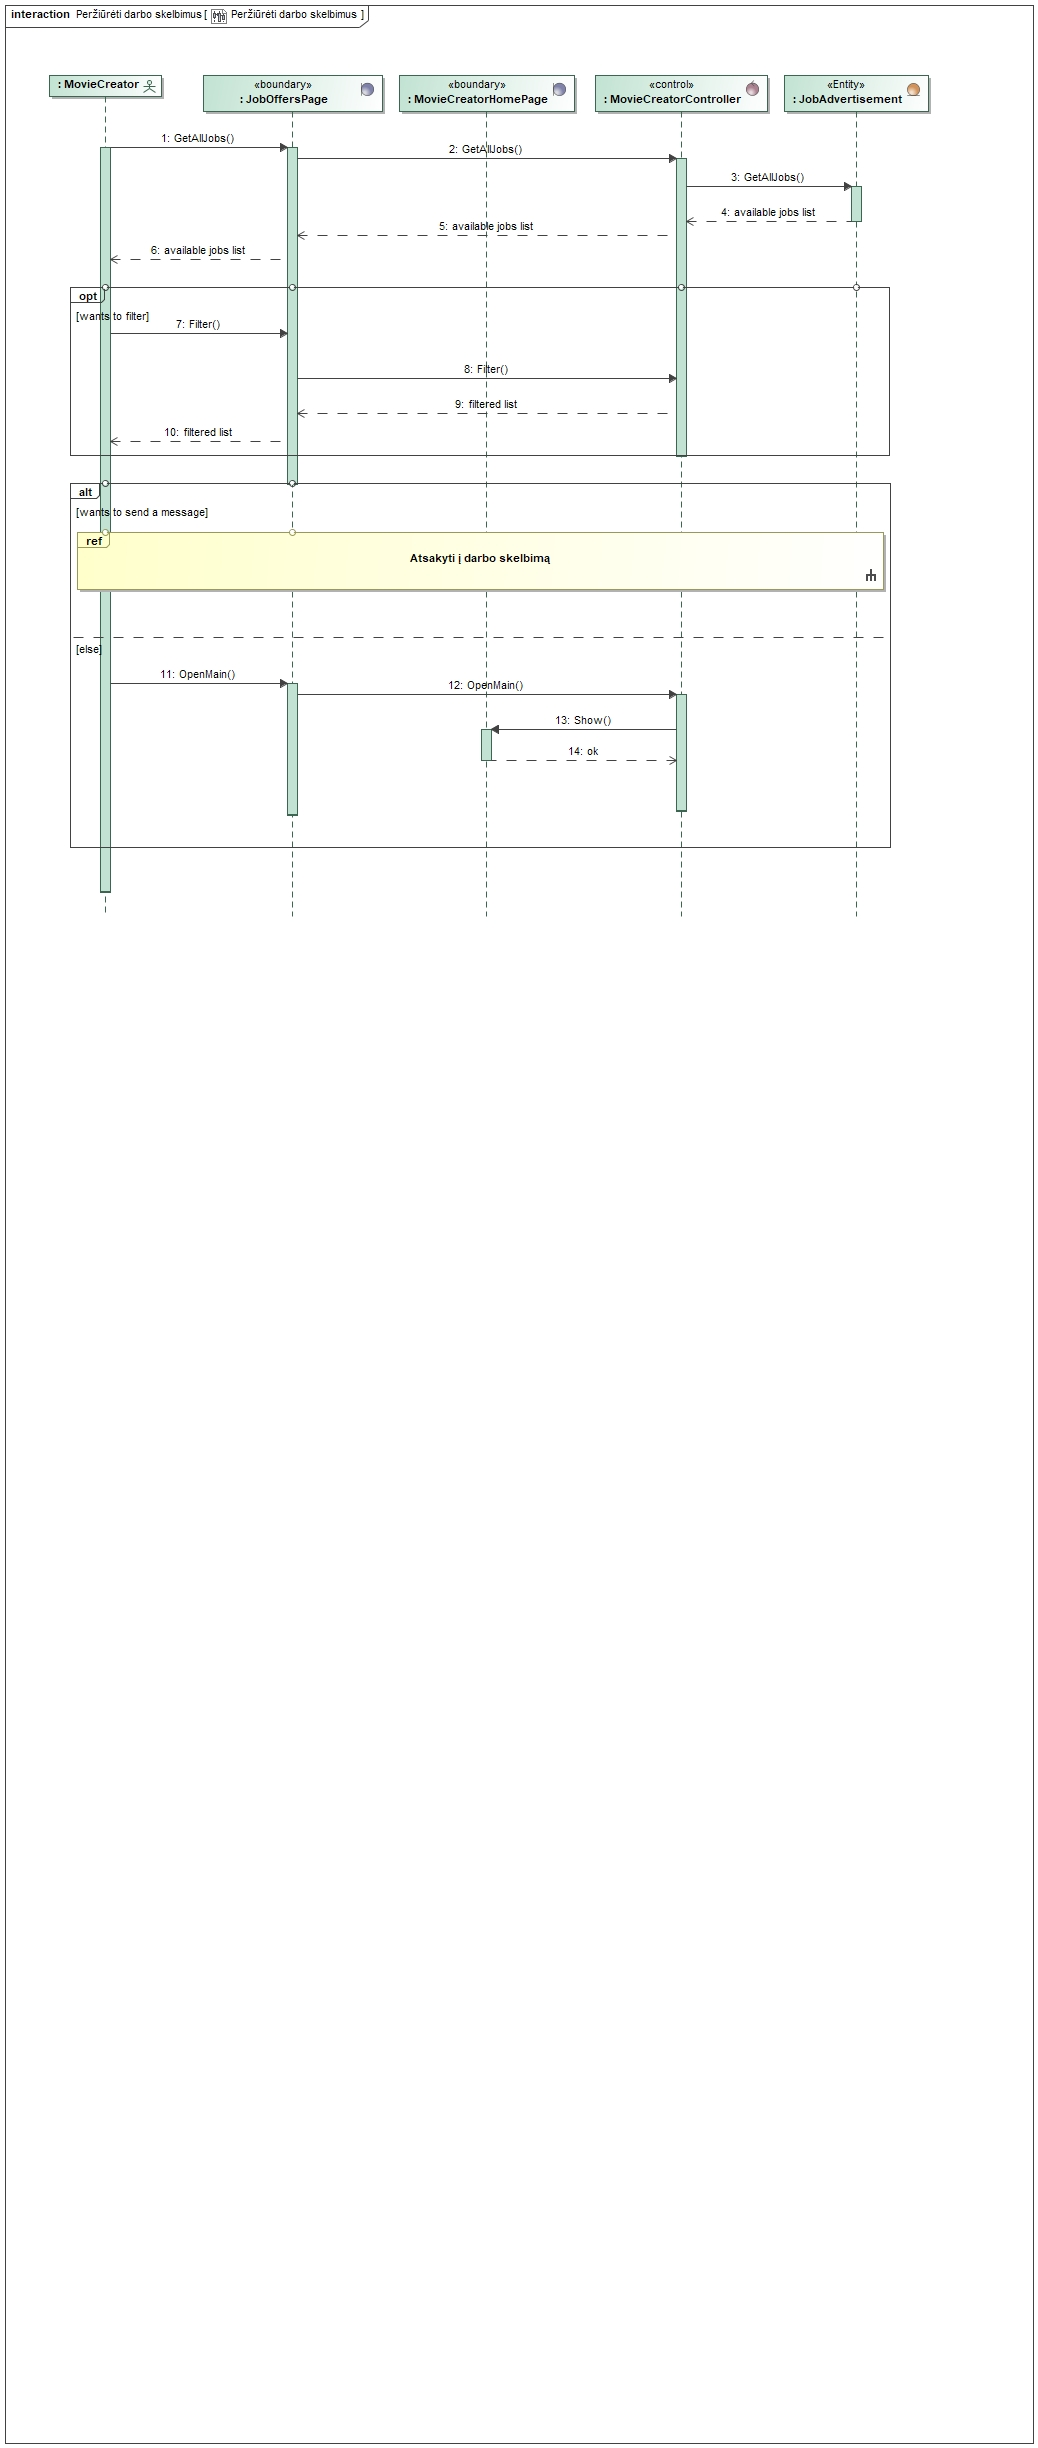 interaction Peržiūrėti darbo skelbimus [ Peržiūrėti darbo skelbimus ]
: MovieCreator
«boundary»
: JobOffersPage
«boundary»
: MovieCreatorHomePage
«control»
: MovieCreatorController
«Entity»
: JobAdvertisement
1: GetAllJobs()
2: GetAllJobs()
3: GetAllJobs()
4: available jobs list
5: available jobs list
6: available jobs list
opt
[wants to filter]
7: Filter()
8: Filter()
9: filtered list
10: filtered list
alt
[wants to send a message]
ref
Atsakyti į darbo skelbimą
[else]
11: OpenMain()
12: OpenMain()
13: Show()
14: ok